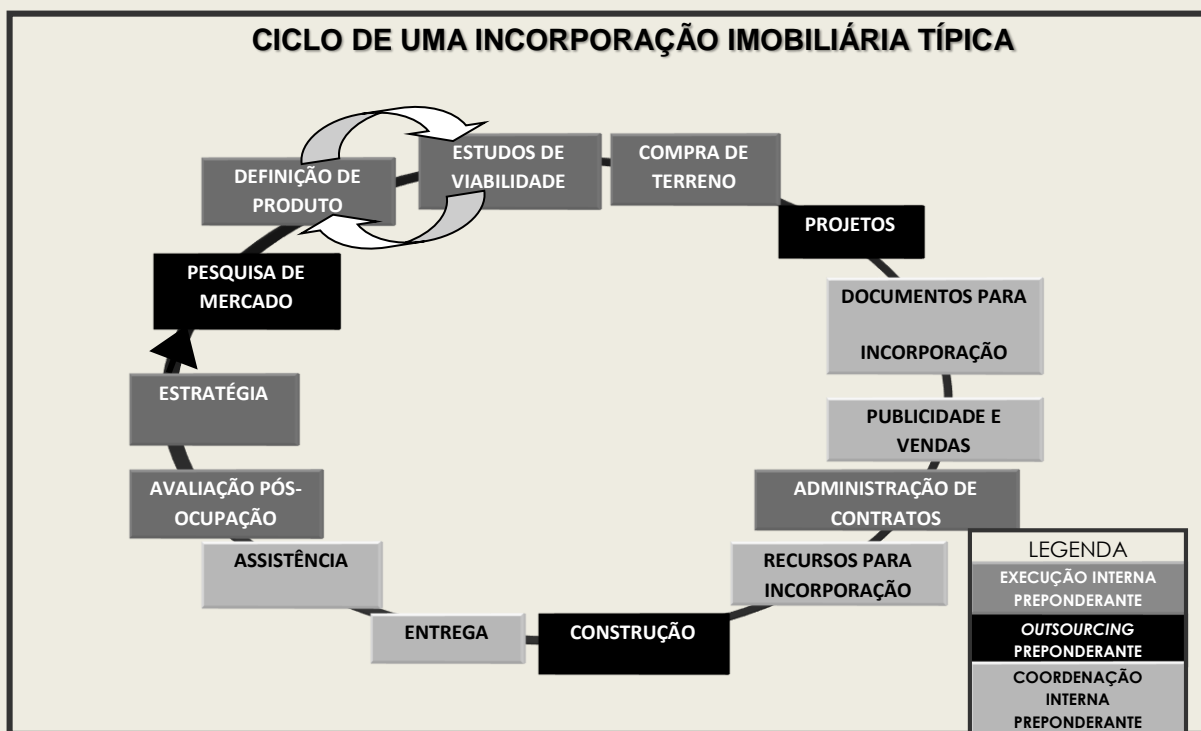 CICLO DE UMA INCORPORAÇÃO IMOBILIÁRIA TÍPICA
ESTUDOS DE
VIABILIDADE
COMPRA DE
TERRENO
DEFINIÇÃO DE
PRODUTO
PROJETOS
PESQUISA DE
MERCADO
DOCUMENTOS PARA
INCORPORAÇÃO
ESTRATÉGIA
PUBLICIDADE E
VENDAS
AVALIAÇÃO PÓS-
OCUPAÇÃO
ADMINISTRAÇÃO DE
CONTRATOS
ASSISTÊNCIA
RECURSOS PARA
INCORPORAÇÃO
ENTREGA
CONSTRUÇÃO
LEGENDA
EXECUÇÃO INTERNA
PREPONDERANTE
OUTSOURCING
PREPONDERANTE
COORDENAÇÃO
INTERNA
PREPONDERANTE